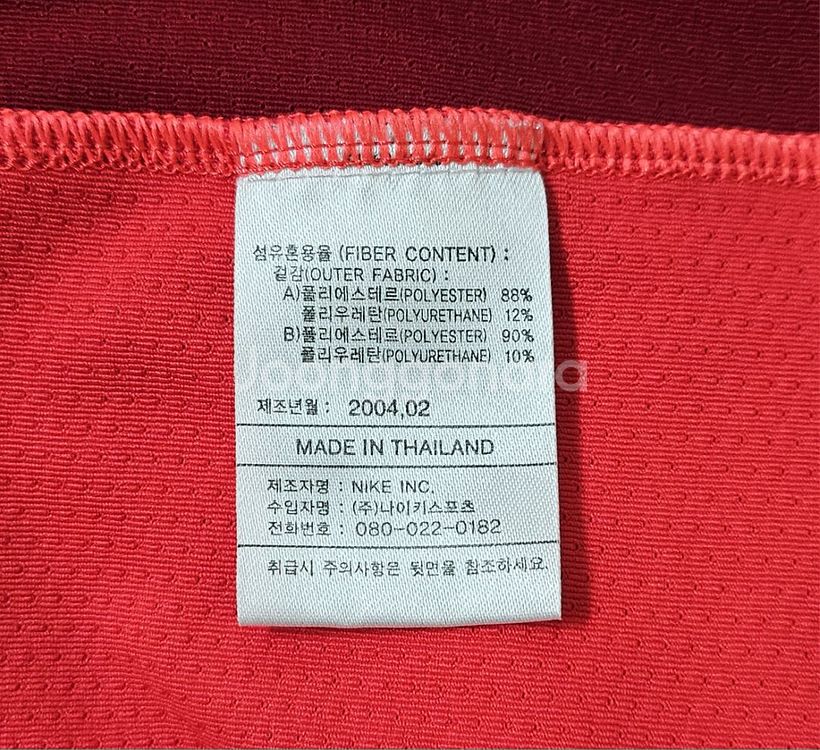 섬유혼용율 (FIBER CONTENT) :
겉감(OUTER FABRIC) :
A)폴리에스테르(POLYESTER) 88%
폴리우레탄(POLYURETHANE) 12%
B)폴리에스테르(POLYESTER) 90%
폴리우레탄(POLYURETHANE) 10%
Joonggonara
제조년월 : 2004,02
MADE IN THAILAND
제조자명 : NIKE INC.
수입자명 : (주)나이키스포츠
전화번호 : 080-022-0182
취급시 주의사항은 뒷면을 참조하세요.